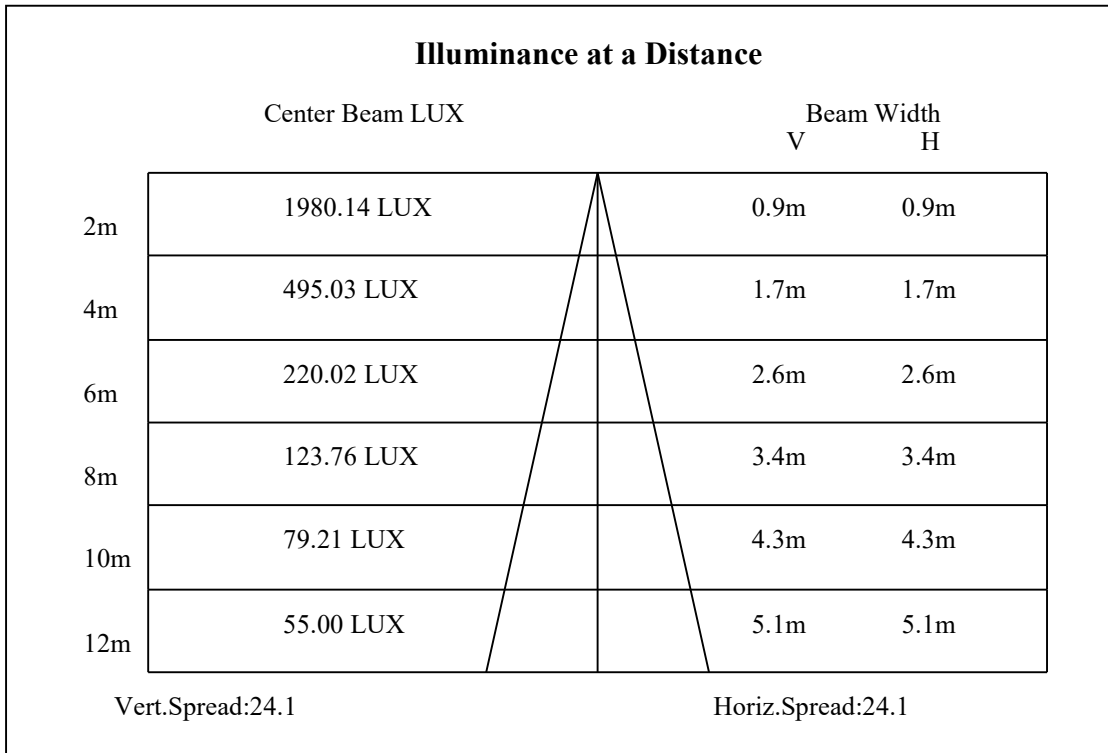 Illuminance at a Distance
Center Beam LUX Beam Width
V H
2m 1980.14 LUX 0.9m 0.9m
4m 495.03 LUX 1.7m 1.7m
6m 220.02 LUX 2.6m 2.6m
8m 123.76 LUX 3.4m 3.4m
10m 79.21 LUX 4.3m 4.3m
12m 55.00 LUX 5.1m 5.1m
Vert.Spread:24.1 Horiz.Spread:24.1